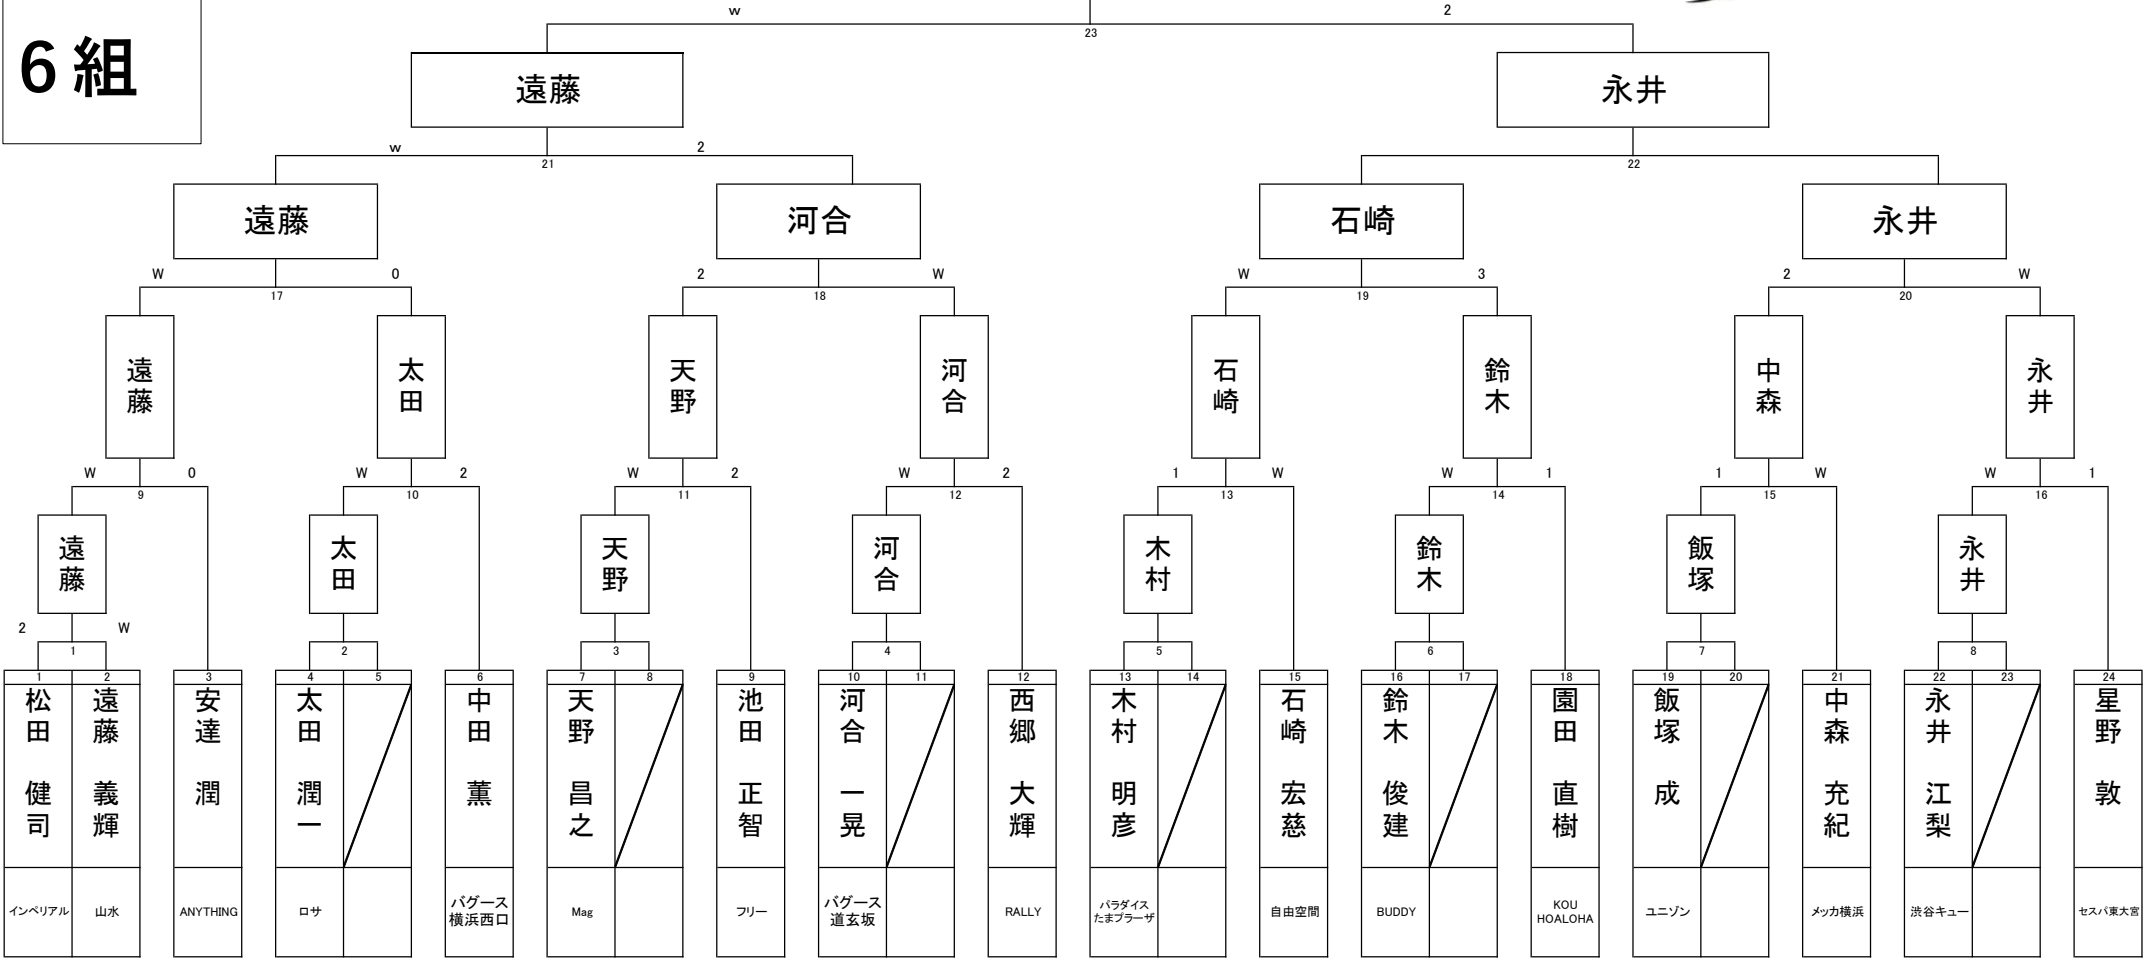 w 2
23
6組
遠藤 永井
w 2
21 22
遠藤 河合 石崎 永井
W 0 2 W W 3 2 W
17 18 19 20
遠藤 太田 天野 河合 石崎 鈴木 中森 永井
W 0 W 2 W 2 W 2 1 W W 1 1 W W 1
9 10 11 12 13 14 15 16
遠藤 太田 天野 河合 木村 鈴木 飯塚 永井
2 W
1 2 3 4 5 6 7 8
1 2 3 4 5 6 7 8 9 10 11 12 13 14 15 16 17 18 19 20 21 22 23 24
松田 健司
遠藤 義輝
安達 潤
太田 潤一
中田 薫
天野 昌之
池田 正智
河合 一晃
西郷 大輝
木村 明彦
石崎 宏慈
鈴木 俊建
園田 直樹
飯塚 成
中森 充紀
永井 江梨
星野 敦
インペリアル
山水
ANYTHING
ロサ
バグース
横浜西口
Mag
フリー
バグース
道玄坂
RALLY
パラダイス
たまプラーザ
自由空間
BUDDY
KOU
HOALOHA
ユニゾン
メッカ横浜
渋谷キュー
セスパ東大宮